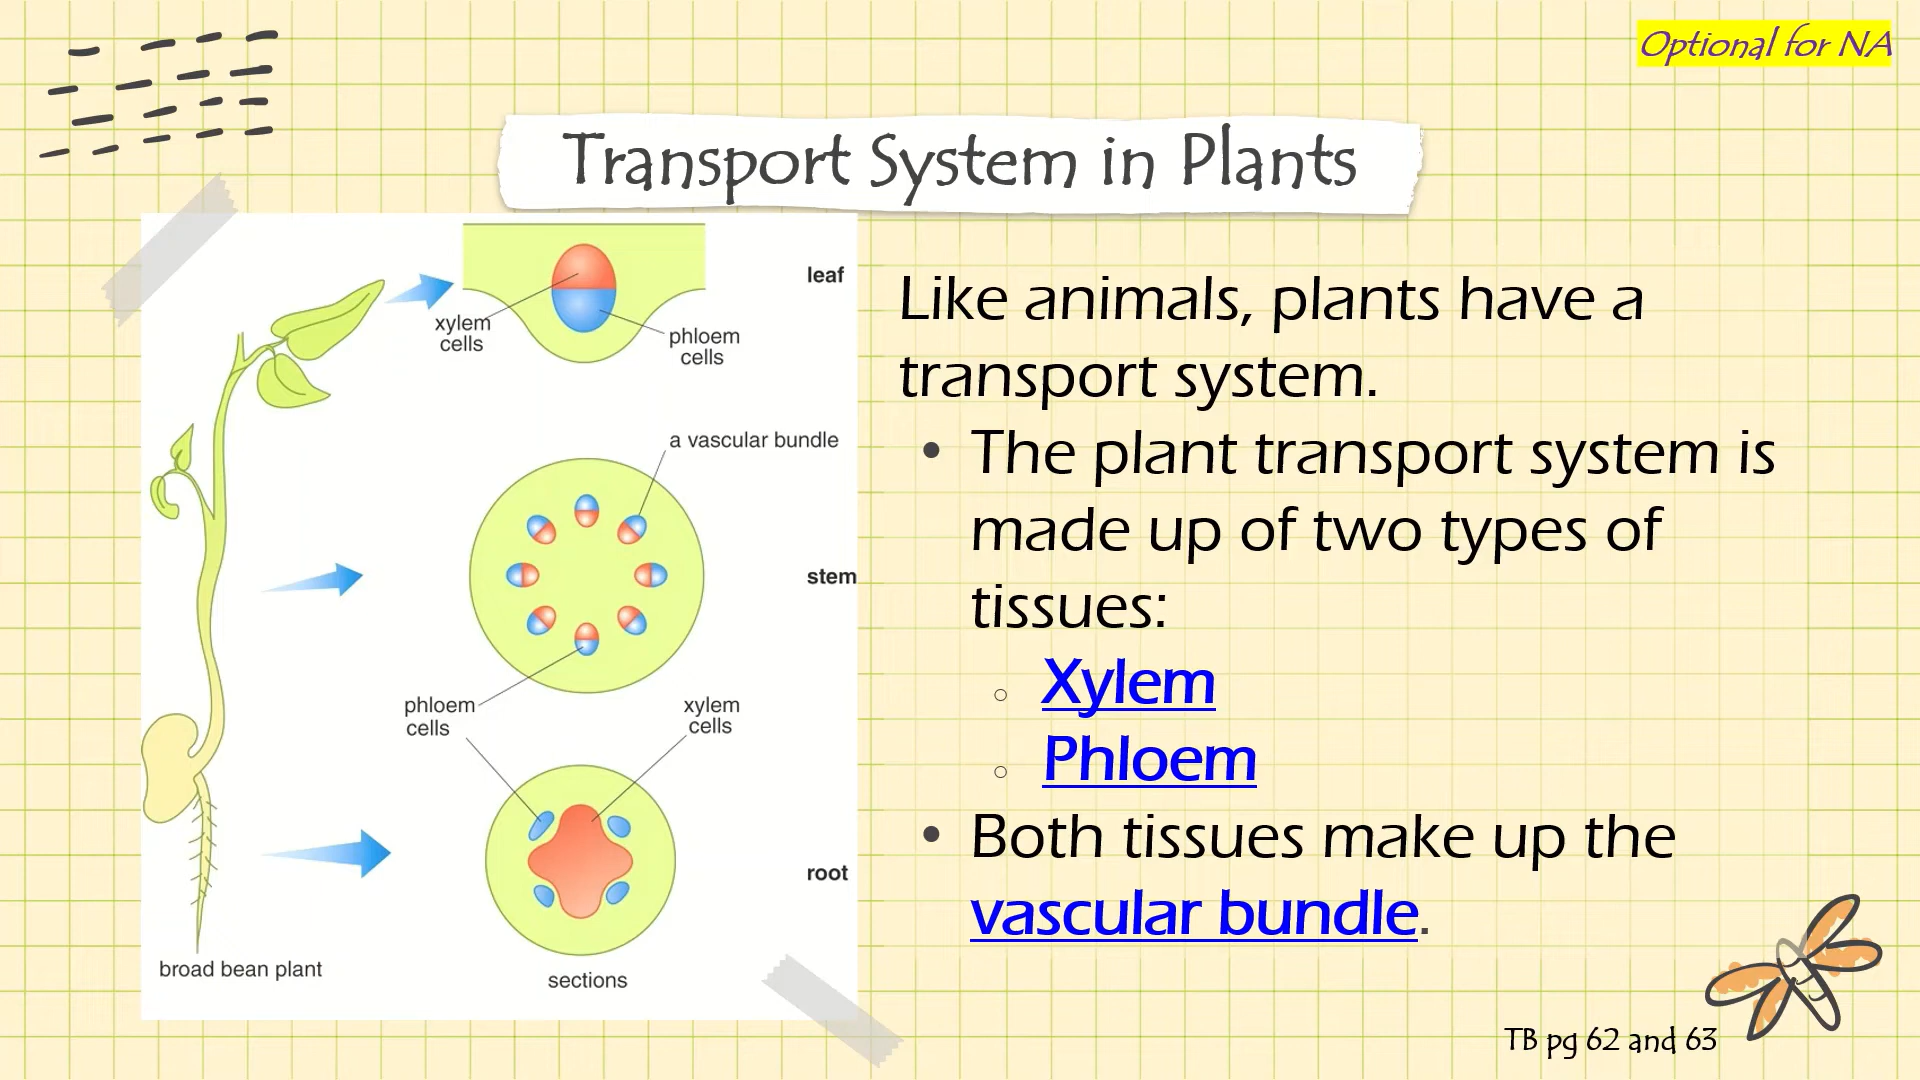 Optional for NA
Transport System in Plants
leaf
xylem
cells
phloem
cells
a vascular bundle
stem
phloem
cells
xylem
cells
root
broad bean plant
sections
Like animals, plants have a
transport system.
• The plant transport system is
made up of two types of
tissues:
○ Xylem
○ Phloem
• Both tissues make up the
vascular bundle.
TB pg 62 and 63